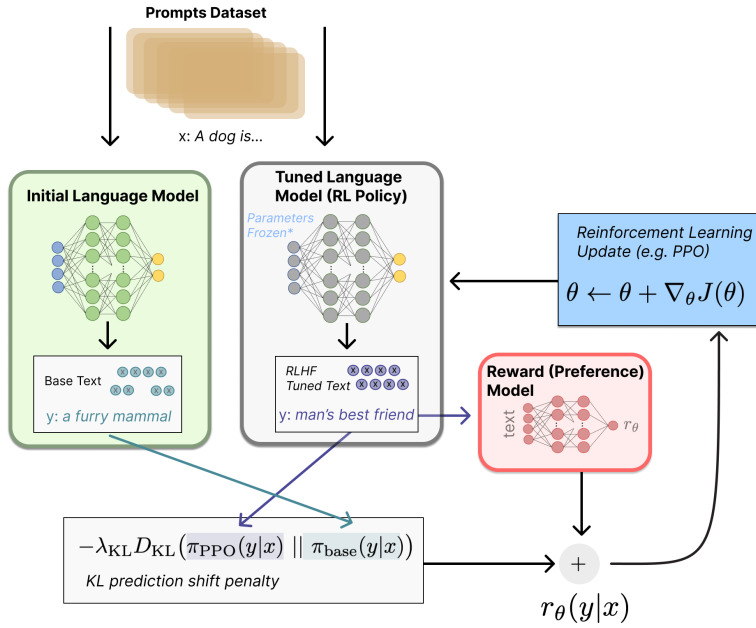 Prompts Dataset
x: A dog is...
Initial Language Model
Tuned Language
Model (RL Policy)
Parameters
Frozen*
Reinforcement Learning
Update (e.g. PPO)
θ ← θ + ∇θJ(θ)
Base Text
x x x x
x x x x
y: a furry mammal
RLHF
Tuned Text
x x x x
x x x x
y: man's best friend
Reward (Preference)
Model
text
rθ
−λKL DKL(πPPO(y|x) || πbase(y|x))
KL prediction shift penalty
+
rθ(y|x)